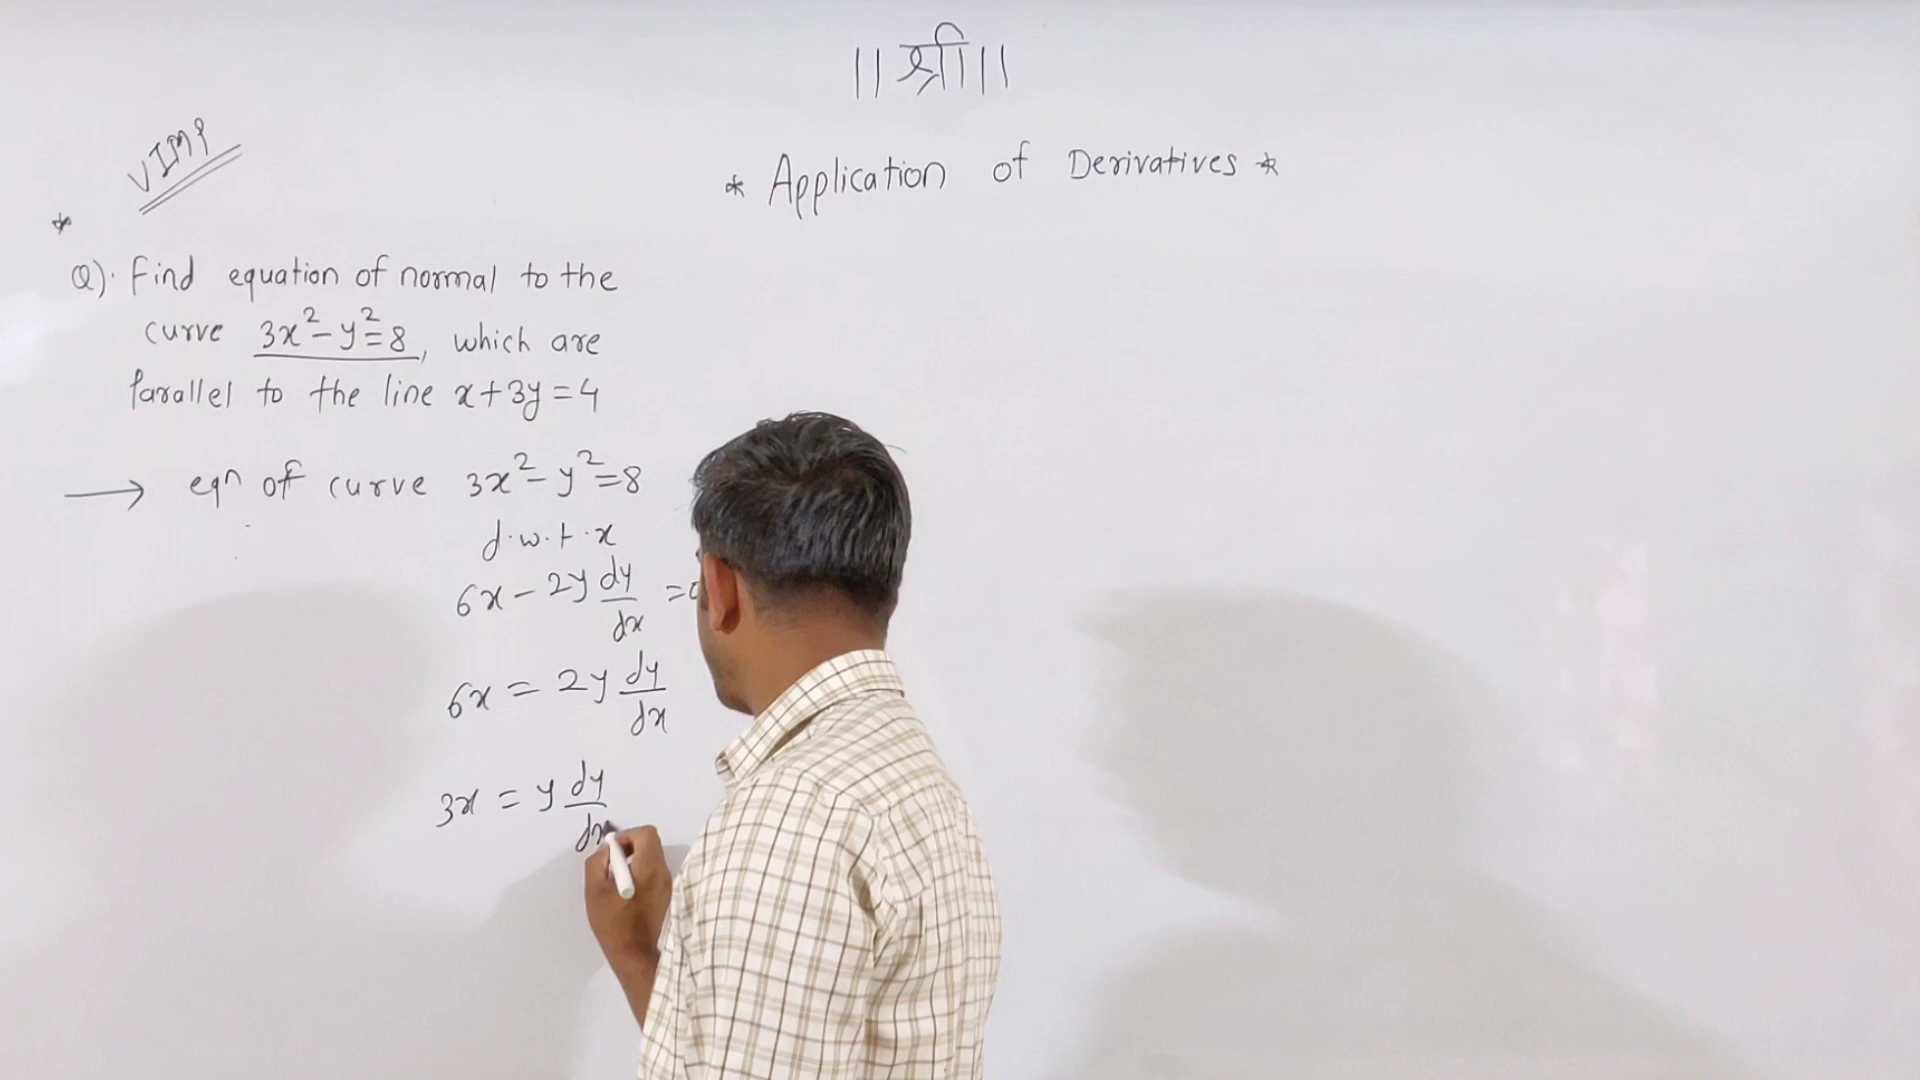 ||श्री||
VIMP
* Application of Derivatives *
*
Q). Find equation of normal to the
curve 3x²-y²=8, which are
Parallel to the line x+3y=4
→ eqn of curve 3x²-y²=8
d.w.t.x
6x-2y dy/dx =0
6x = 2y dy/dx
3x = y dy/dx